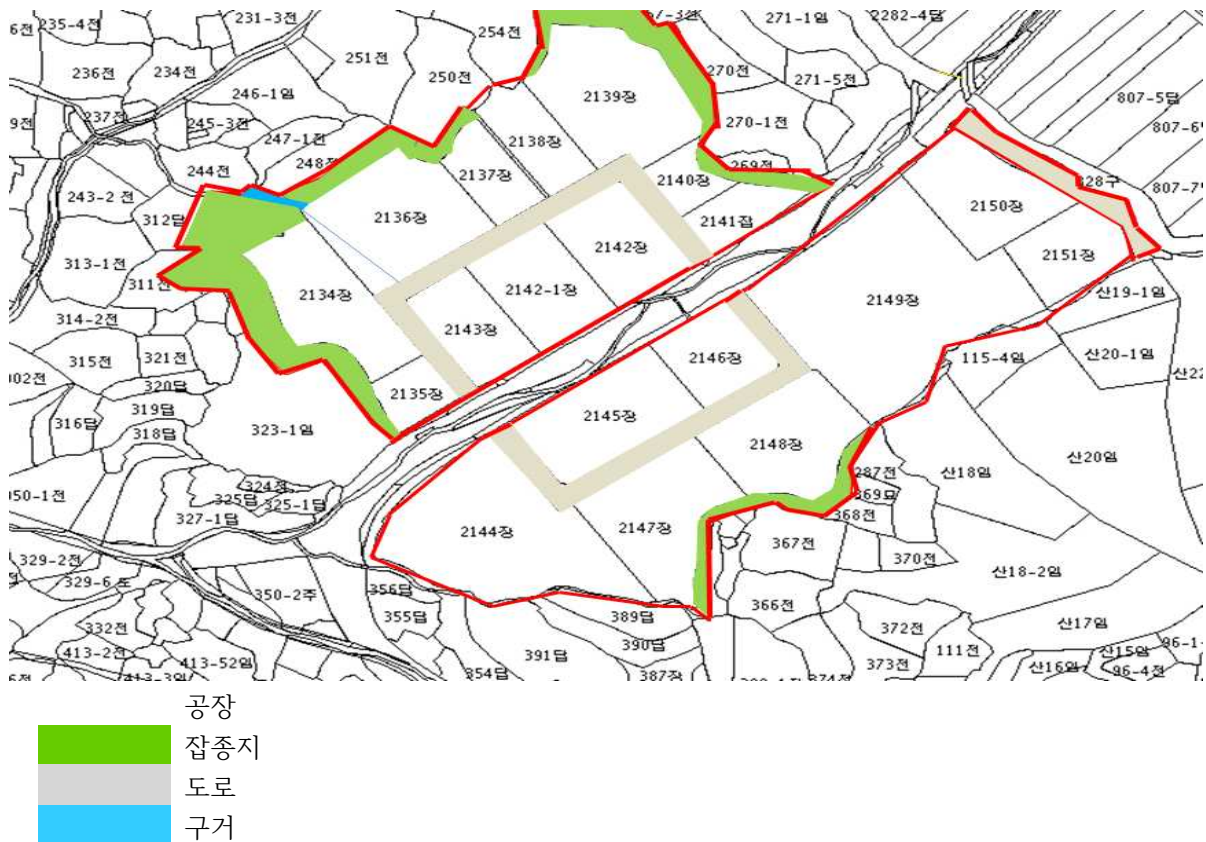 235-4전
231-3전
254전
271-1임
2282-4답
251전
236전
234전
250전
270전
271-5전
246-1임
2139장
807-5답
237전
245-3전
247-1전
2138장
270-1전
244전
2137장
269전
2140장
243-2 전
312답
2136장
2141잡
2150장
2142장
313-1전
2151장
311전
2134장
2142-1장
2149장
산19-1임
314-2전
2143장
315전
321전
2146장
115-4임
산20-1임
320답
2135장
319답
316답
2145장
318답
323-1임
2148장
산20임
324전
287전
산18임
325답
325-1답
369묘
327-1답
368전
2144장
2147장
367전
370전
329-2전
산18-2임
350-2주
356답
366전
355답
389답
332전
372전
산17임
390답
413-2전
391답
111전
산15임
413-52임
373전
354답
387장
산16임
96-4전
공장
잡종지
도로
구거